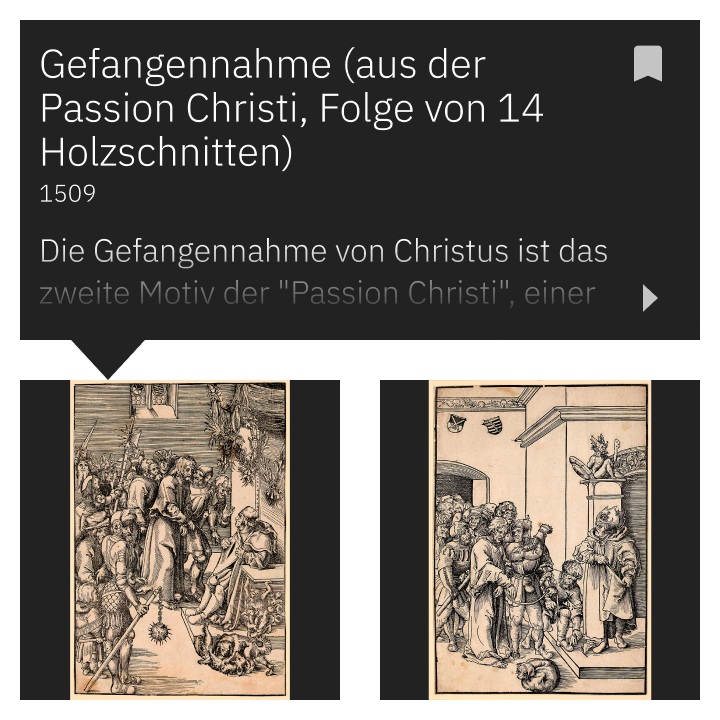 Gefangennahme (aus der
Passion Christi, Folge von 14
Holzschnitten)
1509
Die Gefangennahme von Christus ist das
zweite Motiv der "Passion Christi", einer